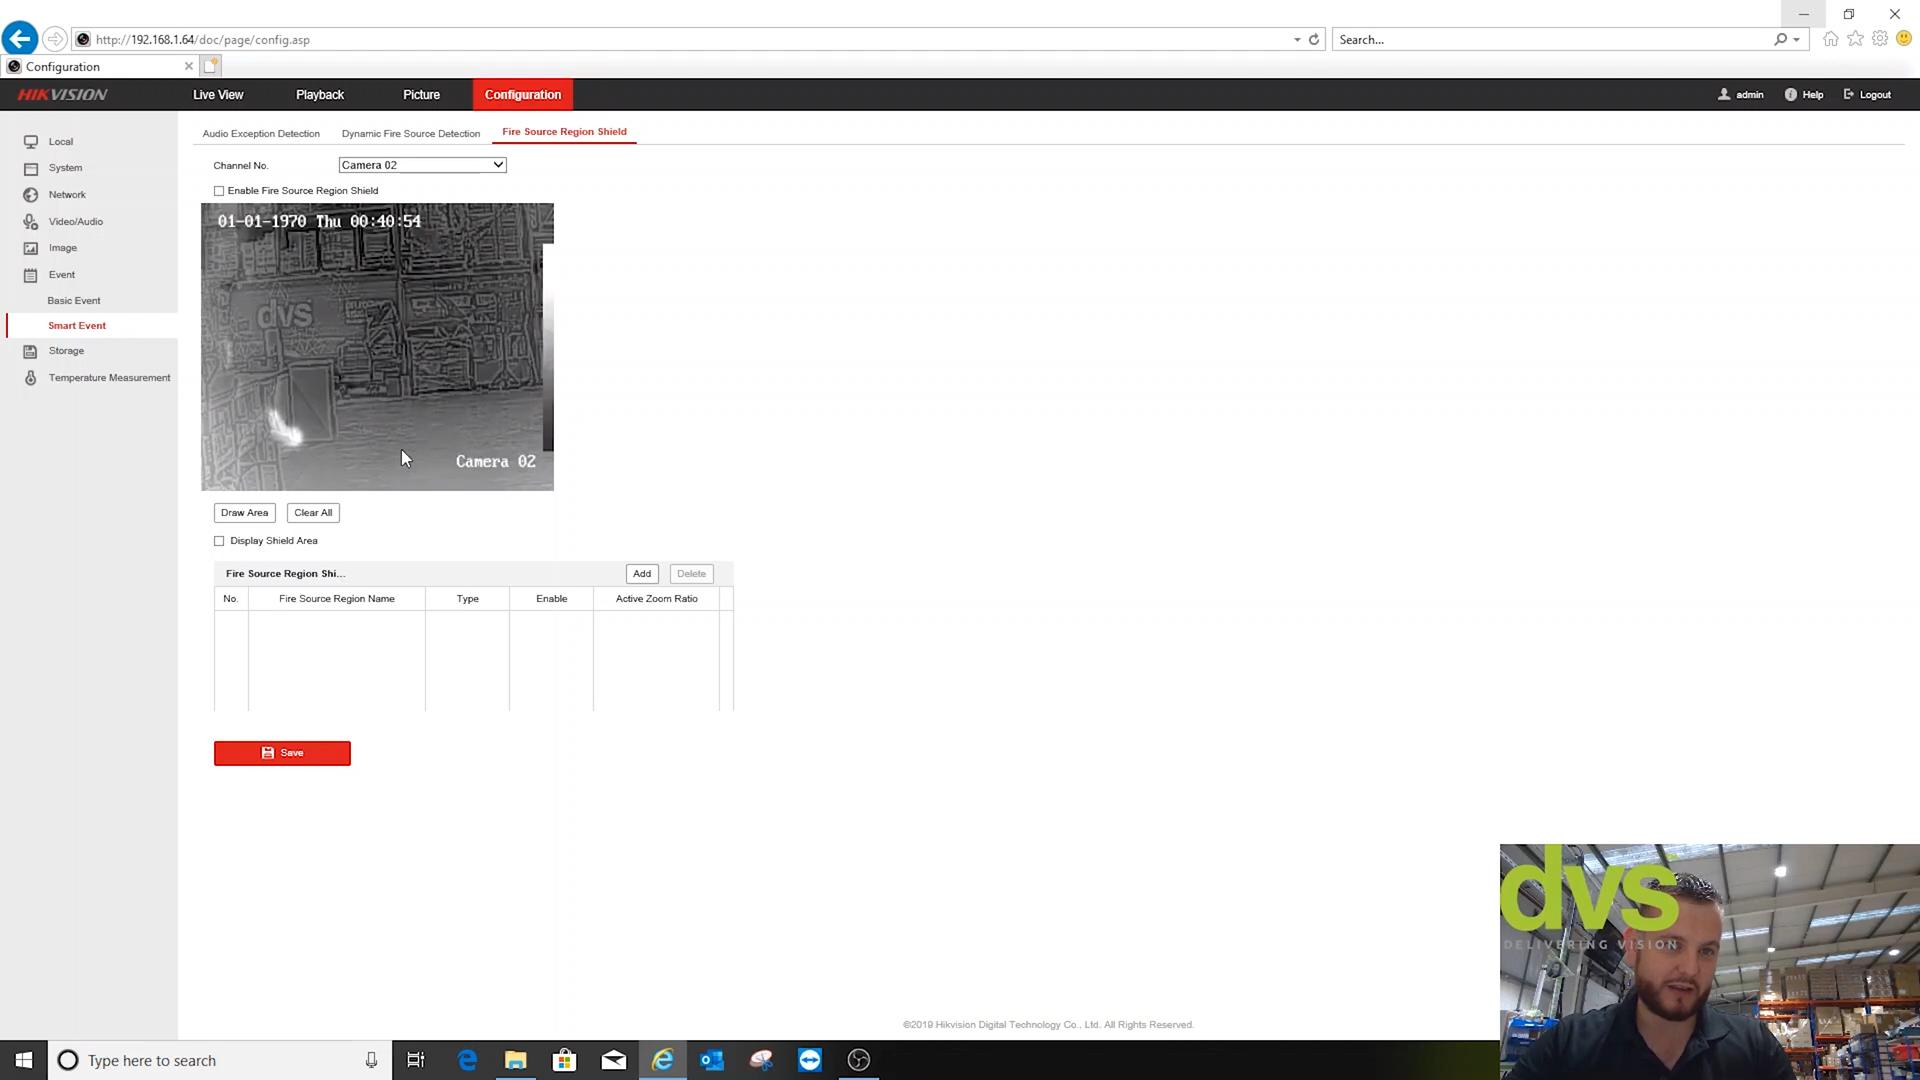 http://192.168.1.64/doc/page/config.asp
Search...
Configuration
HIKVISION
Live View
Playback
Picture
Configuration
admin
Help
Logout
Local
System
Network
Video/Audio
Image
Event
Basic Event
Smart Event
Storage
Temperature Measurement
Audio Exception Detection
Dynamic Fire Source Detection
Fire Source Region Shield
Channel No.
Camera 02
Enable Fire Source Region Shield
01-01-1970 Thu 00:40:54
dvs
Camera 02
Draw Area
Clear All
Display Shield Area
Fire Source Region Shi...
Add
Delete
No.
Fire Source Region Name
Type
Enable
Active Zoom Ratio
Save
dvs
DELIVERING VISION
©2019 Hikvision Digital Technology Co., Ltd. All Rights Reserved.
Type here to search